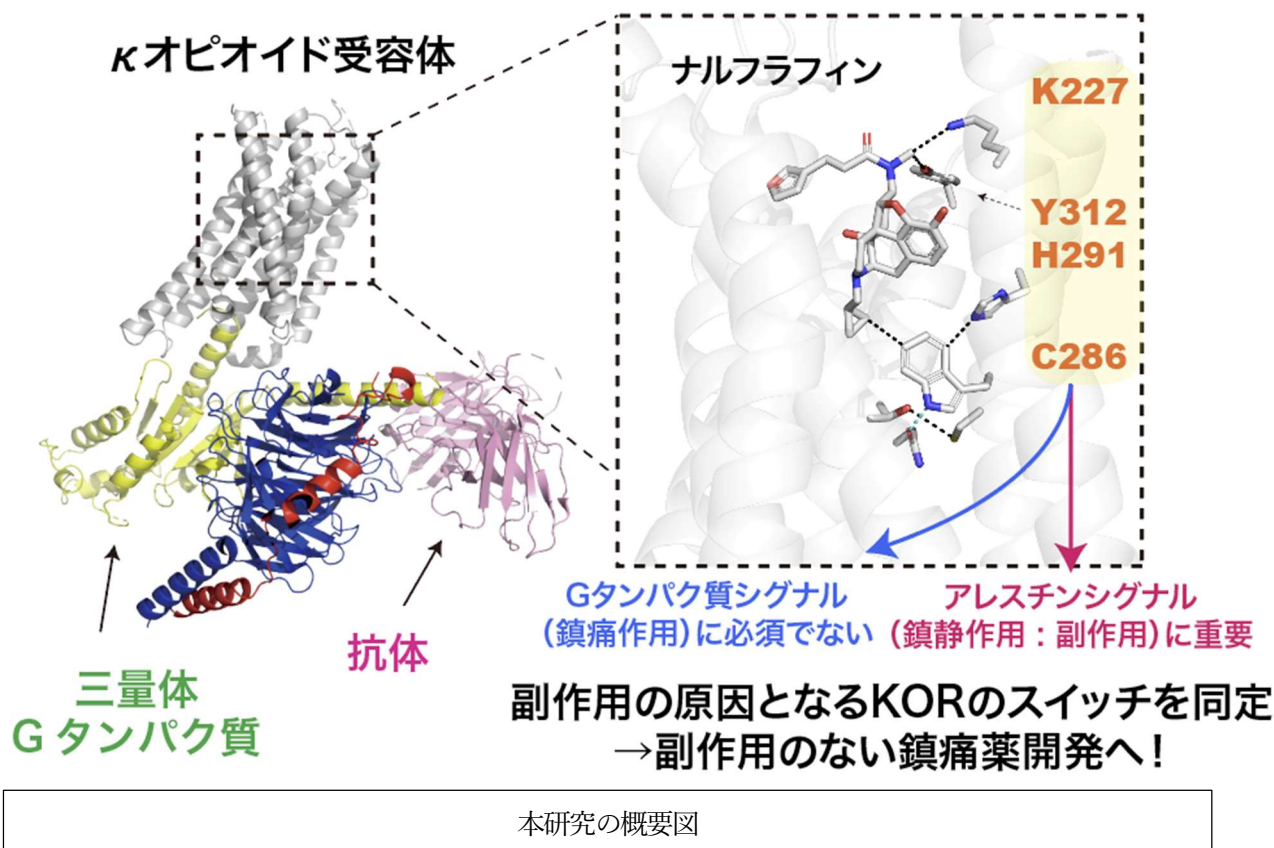 κオピオイド受容体
ナルフラフィン
K227
Y312
H291
C286
三量体
G タンパク質
抗体
Gタンパク質シグナル
（鎮痛作用）に必須でない
アレスチンシグナル
（鎮静作用：副作用）に重要
副作用の原因となるKORのスイッチを同定
→副作用のない鎮痛薬開発へ！
本研究の概要図